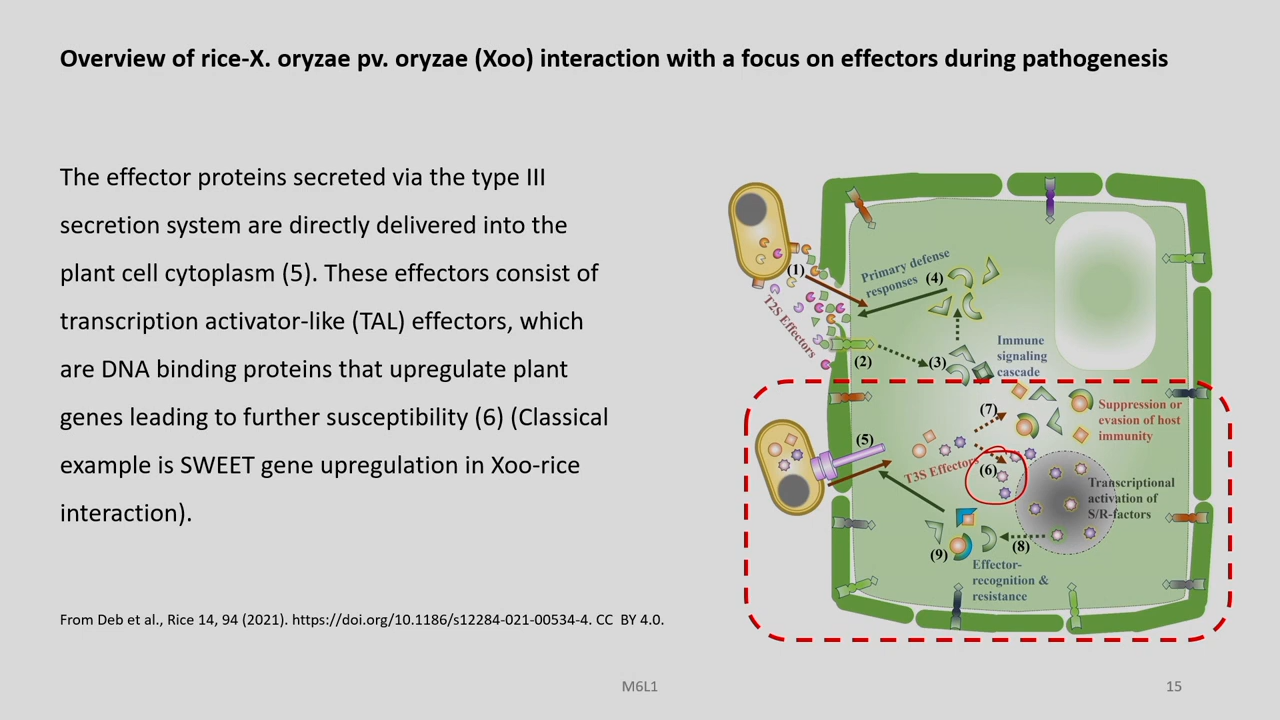 Overview of rice-X. oryzae pv. oryzae (Xoo) interaction with a focus on effectors during pathogenesis
The effector proteins secreted via the type III
secretion system are directly delivered into the
plant cell cytoplasm (5). These effectors consist of
transcription activator-like (TAL) effectors, which
are DNA binding proteins that upregulate plant
genes leading to further susceptibility (6) (Classical
example is SWEET gene upregulation in Xoo-rice
interaction).
From Deb et al., Rice 14, 94 (2021). https://doi.org/10.1186/s12284-021-00534-4. CC BY 4.0.
(1)
T2S Effectors
Primary defense
responses
(4)
(2)
(3)
Immune
signaling
cascade
(5)
T3S Effectors
(7)
Suppression or
evasion of host
immunity
(6)
Transcriptional
activation of
S/R-factors
(8)
(9)
Effector-
recognition &
resistance
M6L1
15